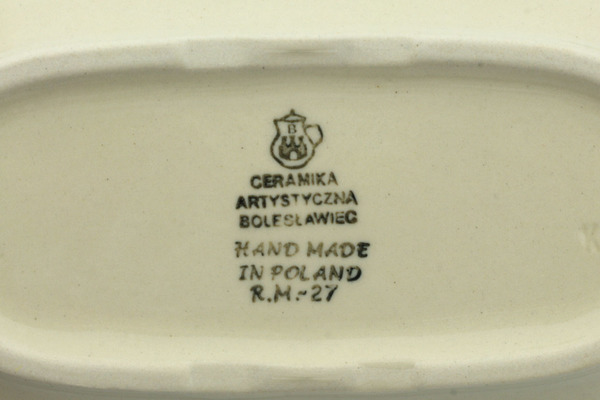 B
CERAMIKA
ARTYSTYCZNA
BOLESŁAWIEC
HAND MADE
IN POLAND
R.M.-27
K